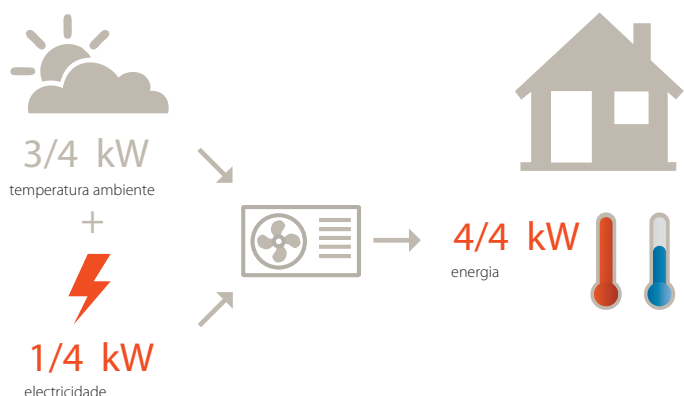 3/4 kW
temperatura ambiente
+
1/4 kW
electricidade
4/4 kW
energia